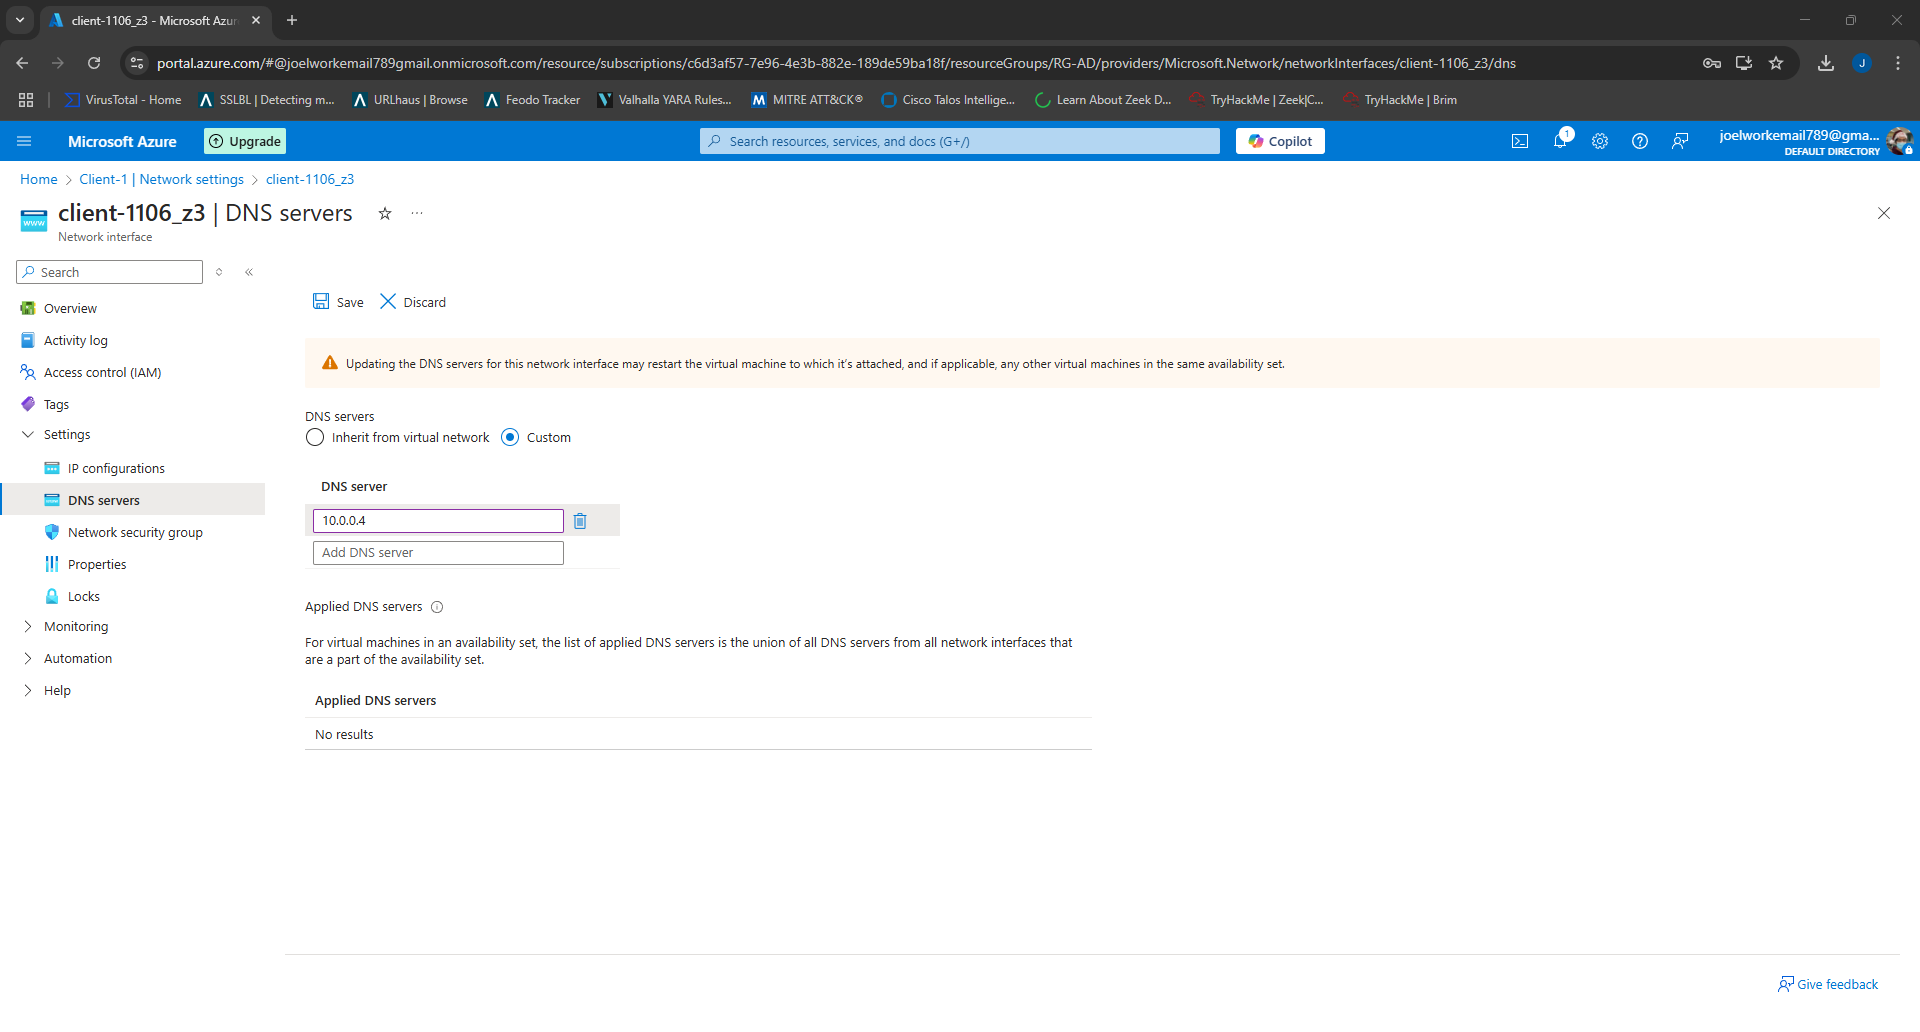 client-1106_z3 - Microsoft Azur
portal.azure.com/#@joelworkemail789gmail.onmicrosoft.com/resource/subscriptions/c6d3af57-7e96-4e3b-882e-189de59ba18f/resourceGroups/RG-AD/providers/Microsoft.Network/networkInterfaces/client-1106_z3/dns
J
VirusTotal - Home
SSLBL | Detecting m...
URLhaus | Browse
Feodo Tracker
Valhalla YARA Rules...
MITRE ATT&CK®
Cisco Talos Intellige...
Learn About Zeek D...
TryHackMe | Zeek|C...
TryHackMe | Brim
Microsoft Azure
Upgrade
Search resources, services, and docs (G+/)
Copilot
1
joelworkemail789@gma...
DEFAULT DIRECTORY
Home > Client-1 | Network settings > client-1106_z3
www
client-1106_z3 | DNS servers
Network interface
Search
Overview
Activity log
Access control (IAM)
Tags
Settings
IP configurations
DNS servers
Network security group
Properties
Locks
Monitoring
Automation
Help
Save
Discard
Updating the DNS servers for this network interface may restart the virtual machine to which it's attached, and if applicable, any other virtual machines in the same availability set.
DNS servers
Inherit from virtual network
Custom
DNS server
10.0.0.4
Add DNS server
Applied DNS servers
For virtual machines in an availability set, the list of applied DNS servers is the union of all DNS servers from all network interfaces that
are a part of the availability set.
Applied DNS servers
No results
Give feedback